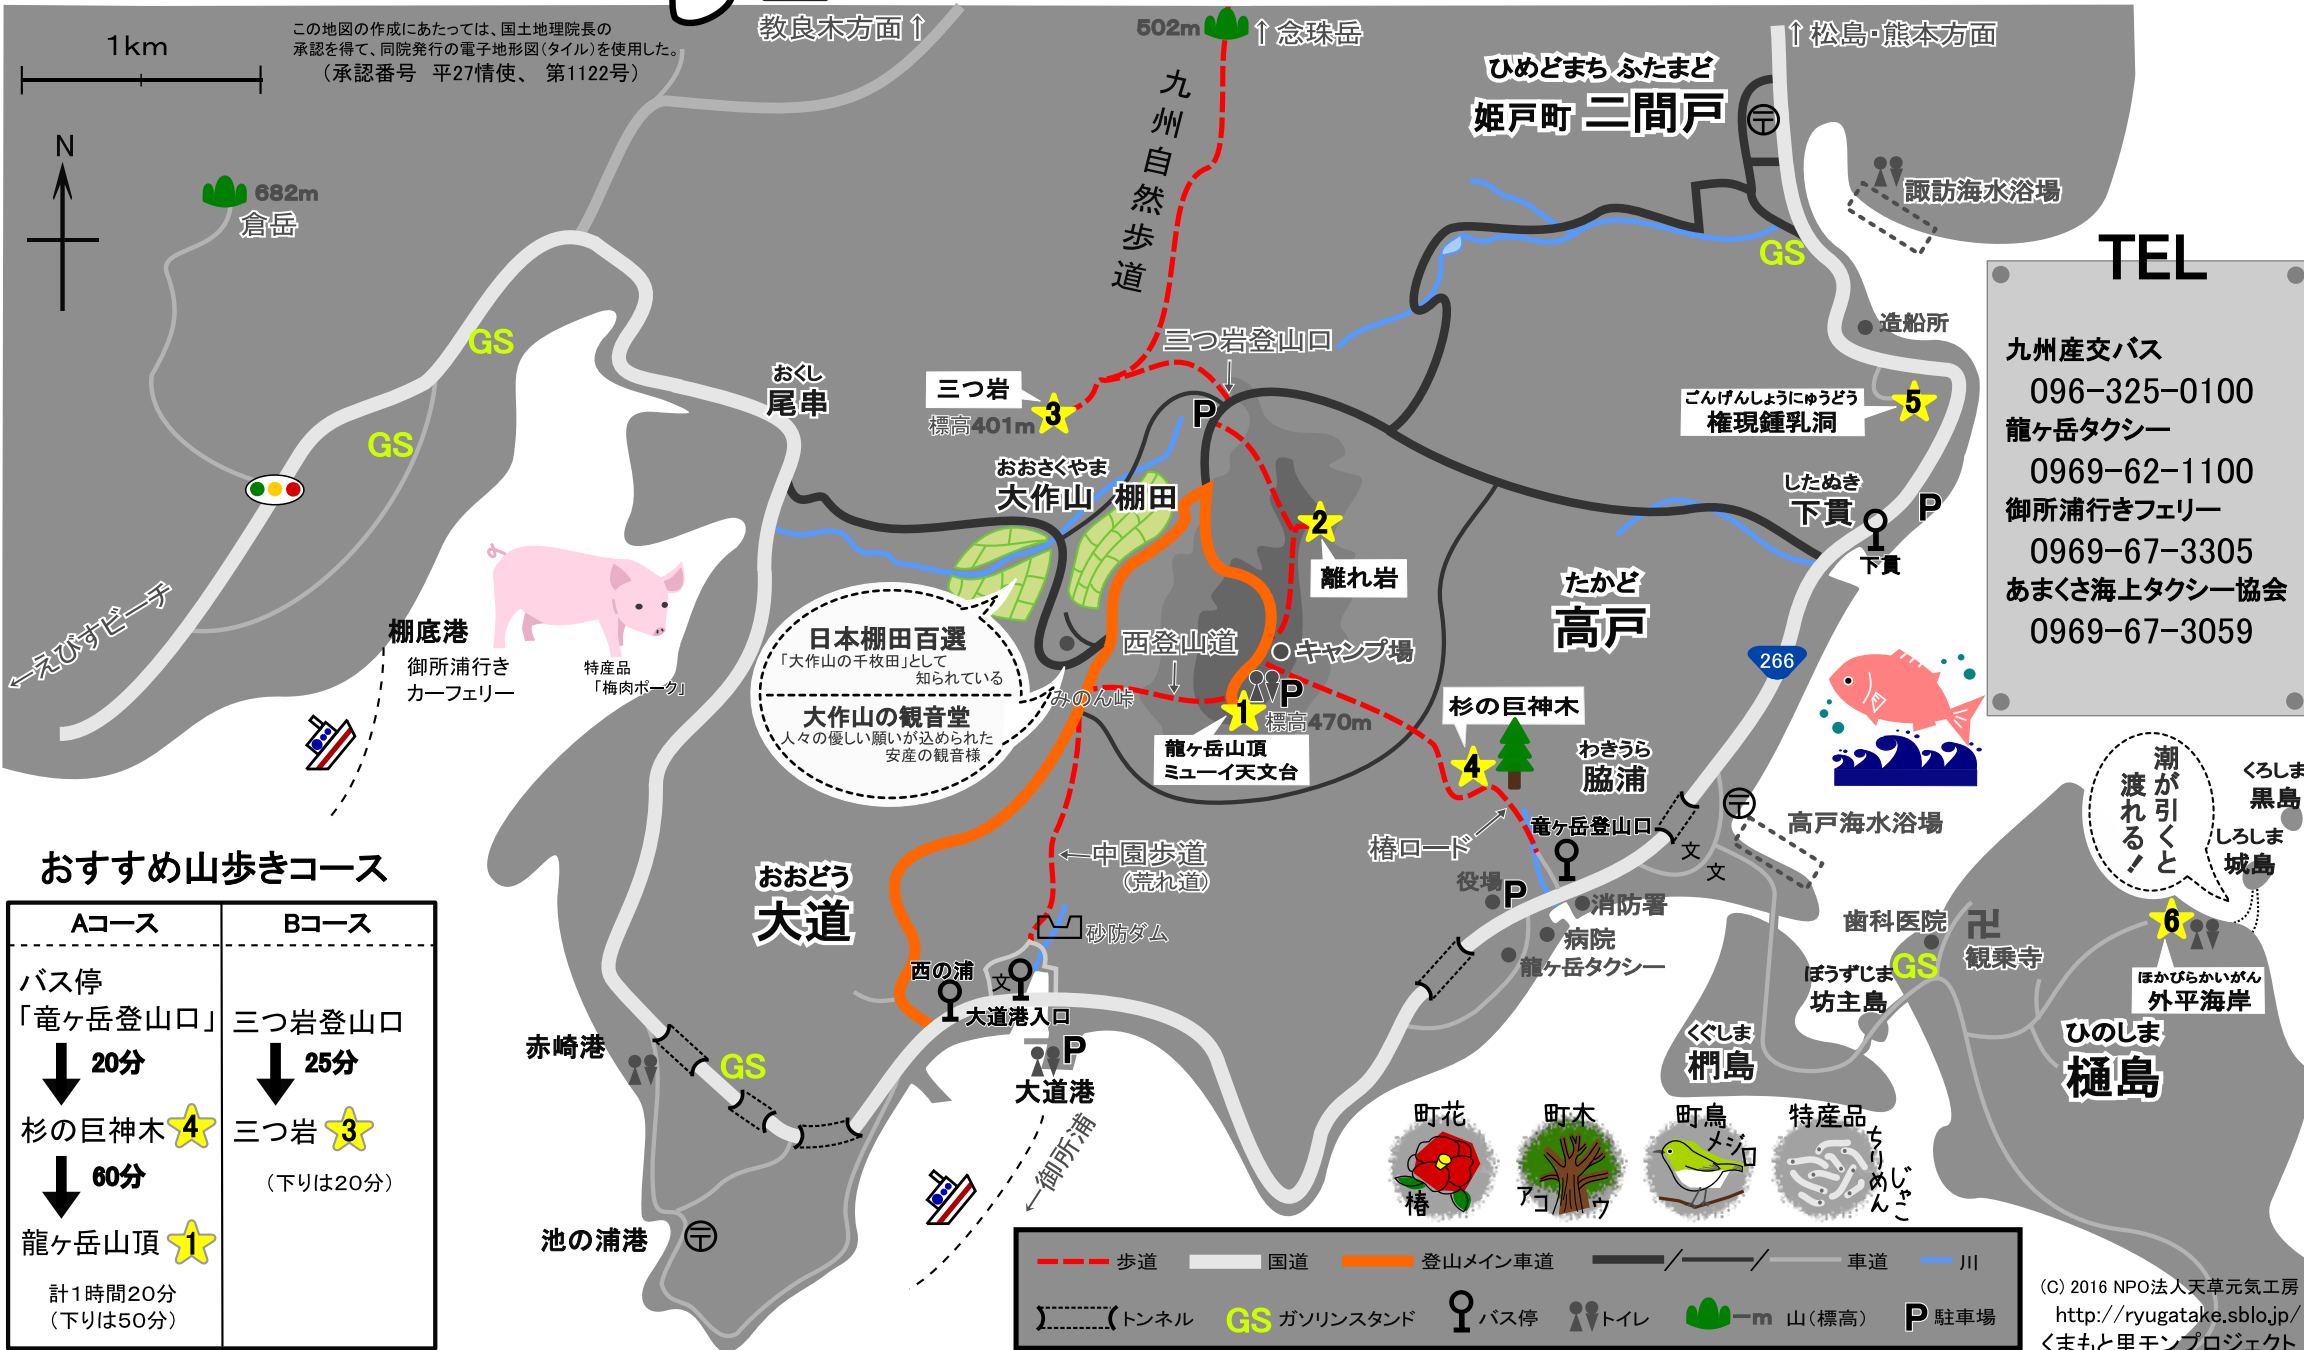 教良木方面↑
この地図の作成にあたっては、国土地理院長の
承認を得て、同院発行の電子地形図(タイル)を使用した。
(承認番号 平27情使、 第1122号)
1km
N
502m
↑念珠岳
↑松島・熊本方面
九州自然歩道
ひめどまち ふたまど
姫戸町 二間戸
諏訪海水浴場
682m
倉岳
GS
GS
GS
造船所
TEL
九州産交バス
096-325-0100
龍ヶ岳タクシー
0969-62-1100
御所浦行きフェリー
0969-67-3305
あまくさ海上タクシー協会
0969-67-3059
三つ岩登山口
三つ岩
3
標高401m
P
おくし
尾串
ごんげんしょうにゅうどう
権現鍾乳洞
5
おおさくやま
大作山 棚田
したぬき
下貫
P
下貫
2
離れ岩
たかど
高戸
266
←えびすビーチ
棚底港
御所浦行き
カーフェリー
特産品
「梅肉ポーク」
日本棚田百選
「大作山の千枚田」として
知られている
大作山の観音堂
人々の優しい願いが込められた
安産の観音様
みのん峠
西登山道
キャンプ場
P
1
標高470m
龍ヶ岳山頂
ミューイ天文台
杉の巨神木
4
わきうら
脇浦
竜ヶ岳登山口
椿ロード
高戸海水浴場
文
文
役場
P
消防署
病院
龍ヶ岳タクシー
潮が引くと
渡れる!
くろしま
黒島
しろしま
城島
6
ほかびらかいがん
外平海岸
歯科医院
卍
観乗寺
GS
ぼうずじま
坊主島
くぐしま
椚島
ひのしま
樋島
おおどう
大道
中園歩道
(荒れ道)
砂防ダム
西の浦
文
大道港入口
P
大道港
←御所浦
赤崎港
GS
池の浦港
おすすめ山歩きコース
Aコース
バス停
「竜ヶ岳登山口」
20分
杉の巨神木 4
60分
龍ヶ岳山頂 1
計1時間20分
(下りは50分)
Bコース
三つ岩登山口
25分
三つ岩 3
(下りは20分)
町花
椿
町木
アコウ
町鳥
メジロ
特産品
ちりめん
じゃこ
歩道
国道
登山メイン車道
車道
川
トンネル
GS ガソリンスタンド
バス停
トイレ
ーm 山(標高)
P 駐車場
(C) 2016 NPO法人天草元気工房
http://ryugatake.sblo.jp/
くまもと里モンプロジェクト